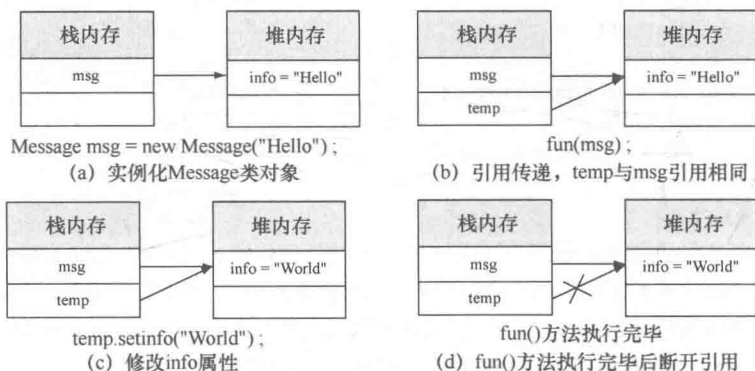 栈内存
堆内存
msg
info = "Hello"
Message msg = new Message("Hello") ;
(a) 实例化Message类对象
栈内存
堆内存
msg
info = "Hello"
temp
fun(msg) ;
(b) 引用传递，temp与msg引用相同
栈内存
堆内存
msg
info = "World"
temp
temp.setinfo("World") ;
(c) 修改info属性
栈内存
堆内存
msg
info = "World"
temp
fun()方法执行完毕
(d) fun()方法执行完毕后断开引用